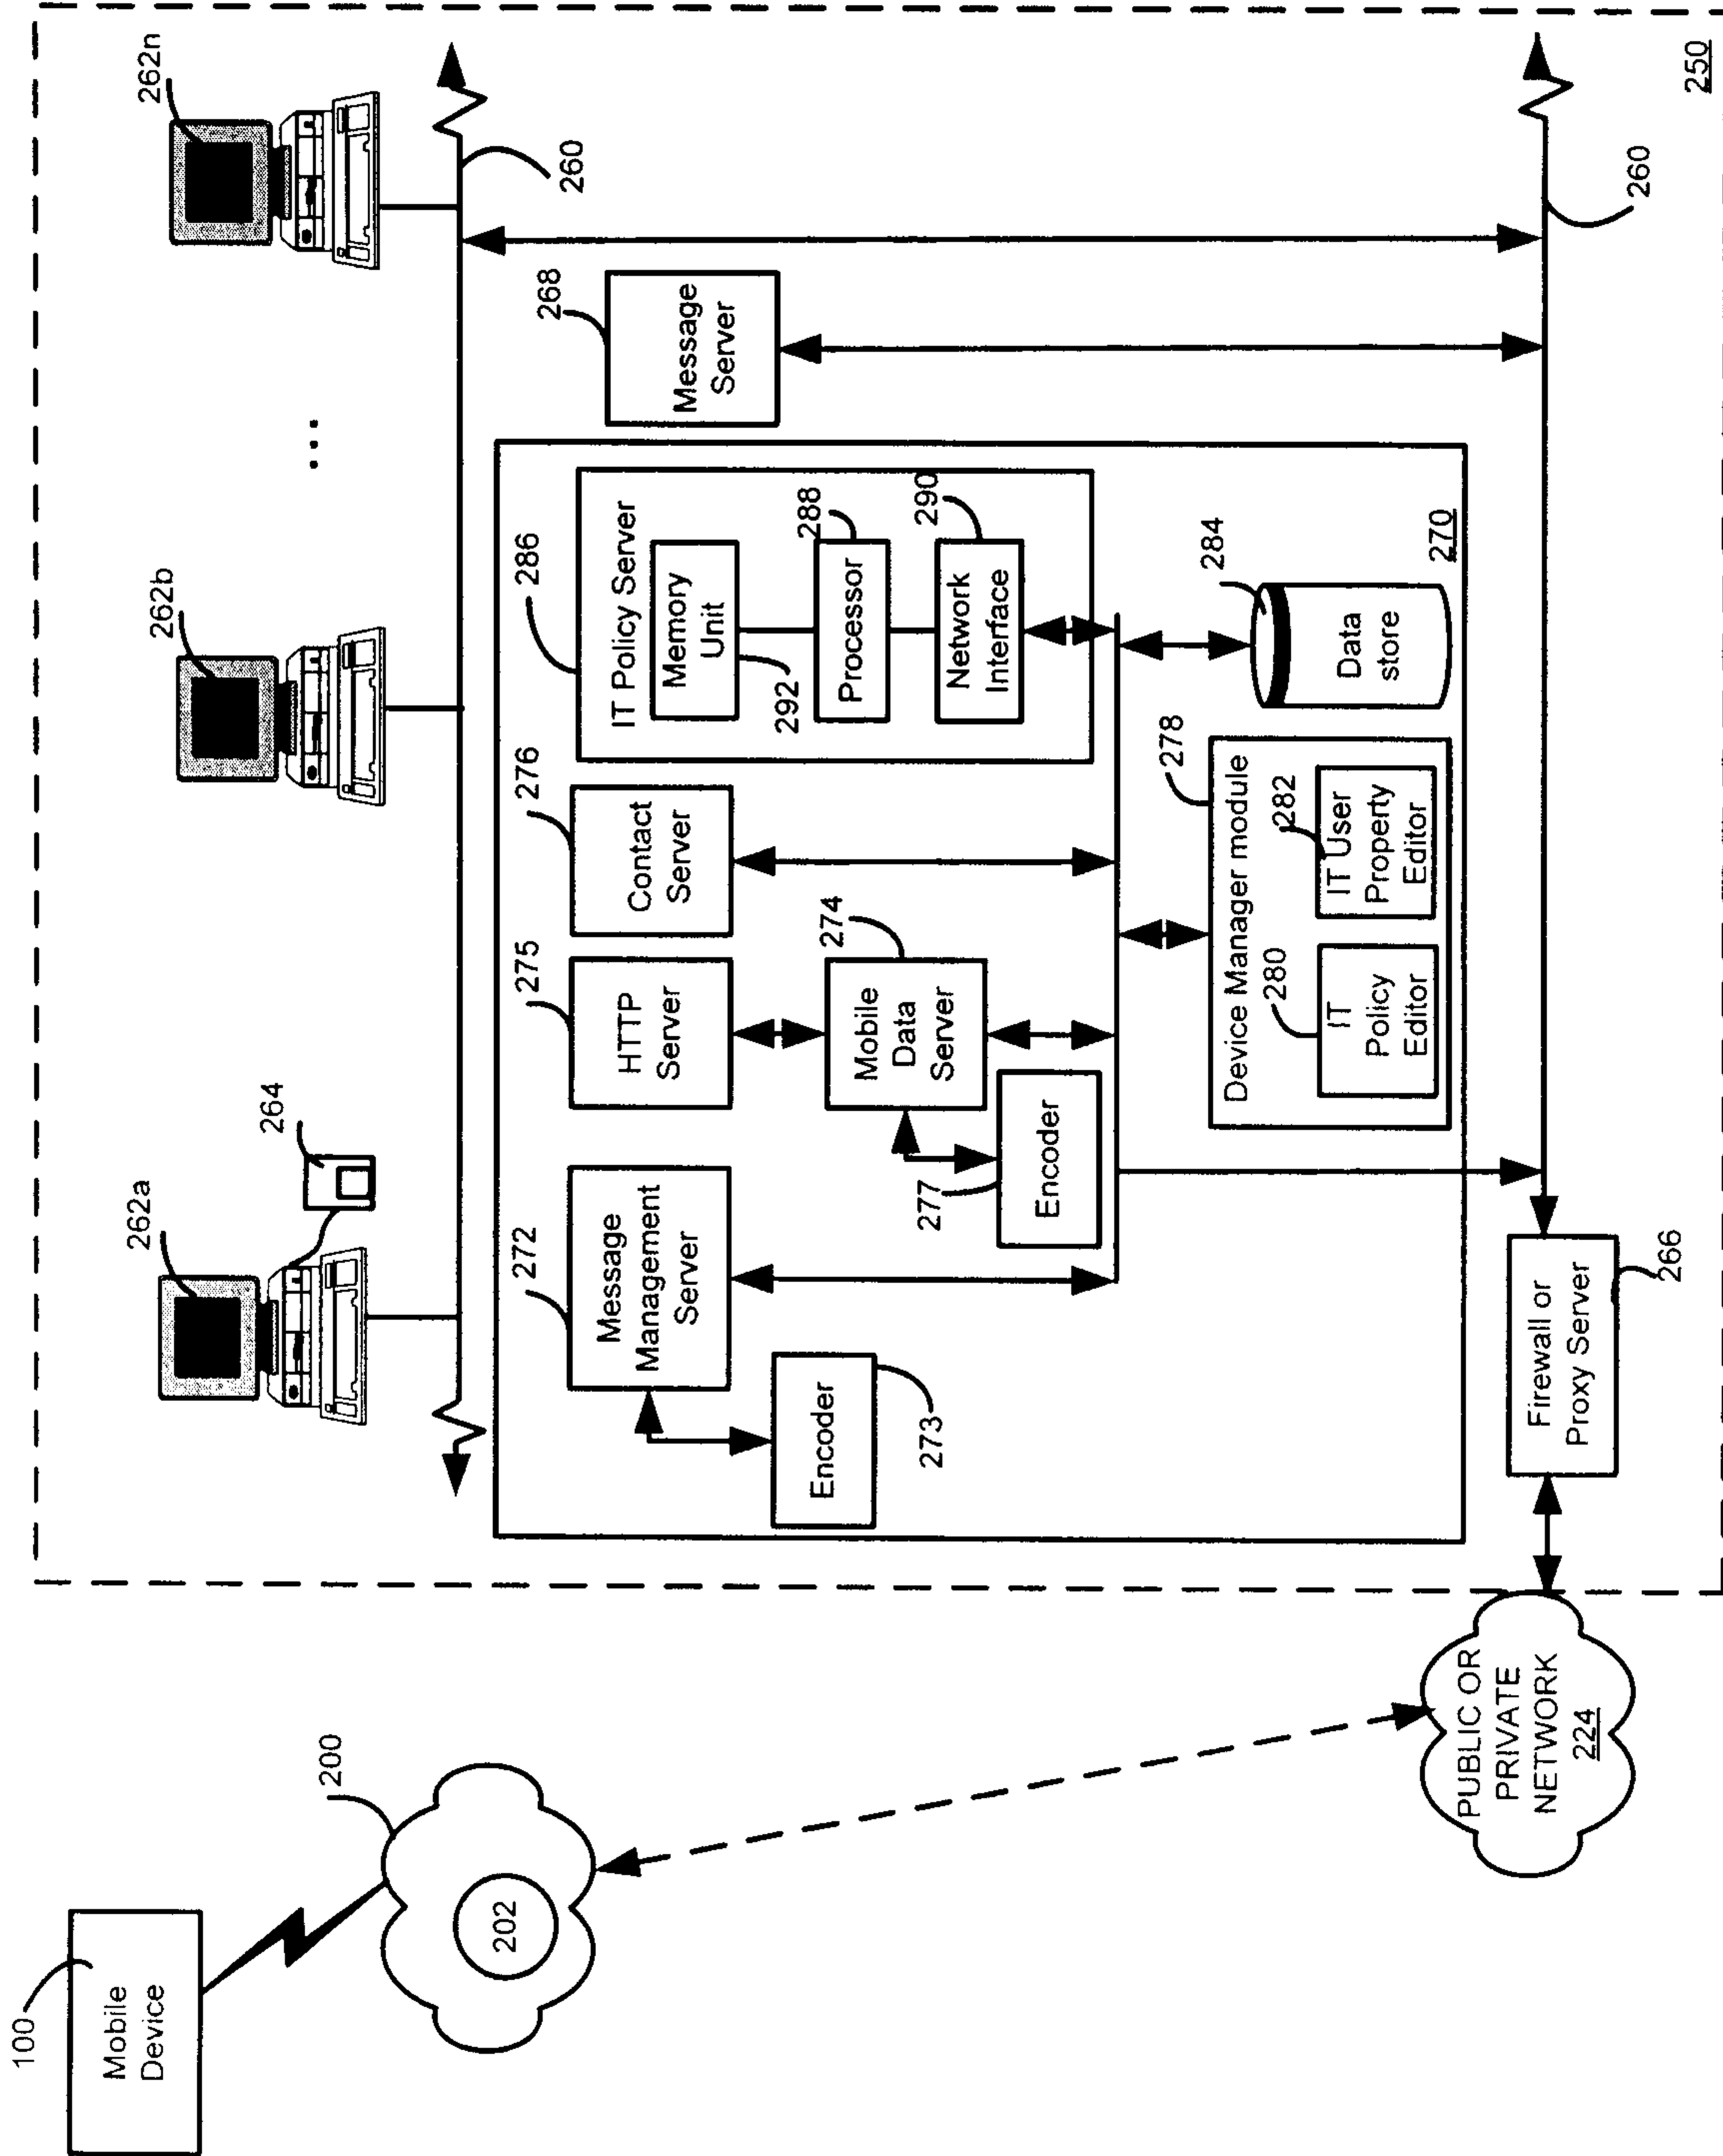 100
Mobile
Device
200
202
PUBLIC OR
PRIVATE
NETWORK
224
262a
264
262b
...
262n
260
272
Message
Management
Server
Encoder
273
275
HTTP
Server
276
Contact
Server
286
IT Policy Server
Memory
Unit
292
Processor
288
Network
Interface
290
268
Message
Server
Mobile
Data
Server
274
277
Encoder
278
Device Manager module
280
IT
Policy
Editor
282
IT User
Property
Editor
284
Data
store
270
Firewall or
Proxy Server
266
260
250